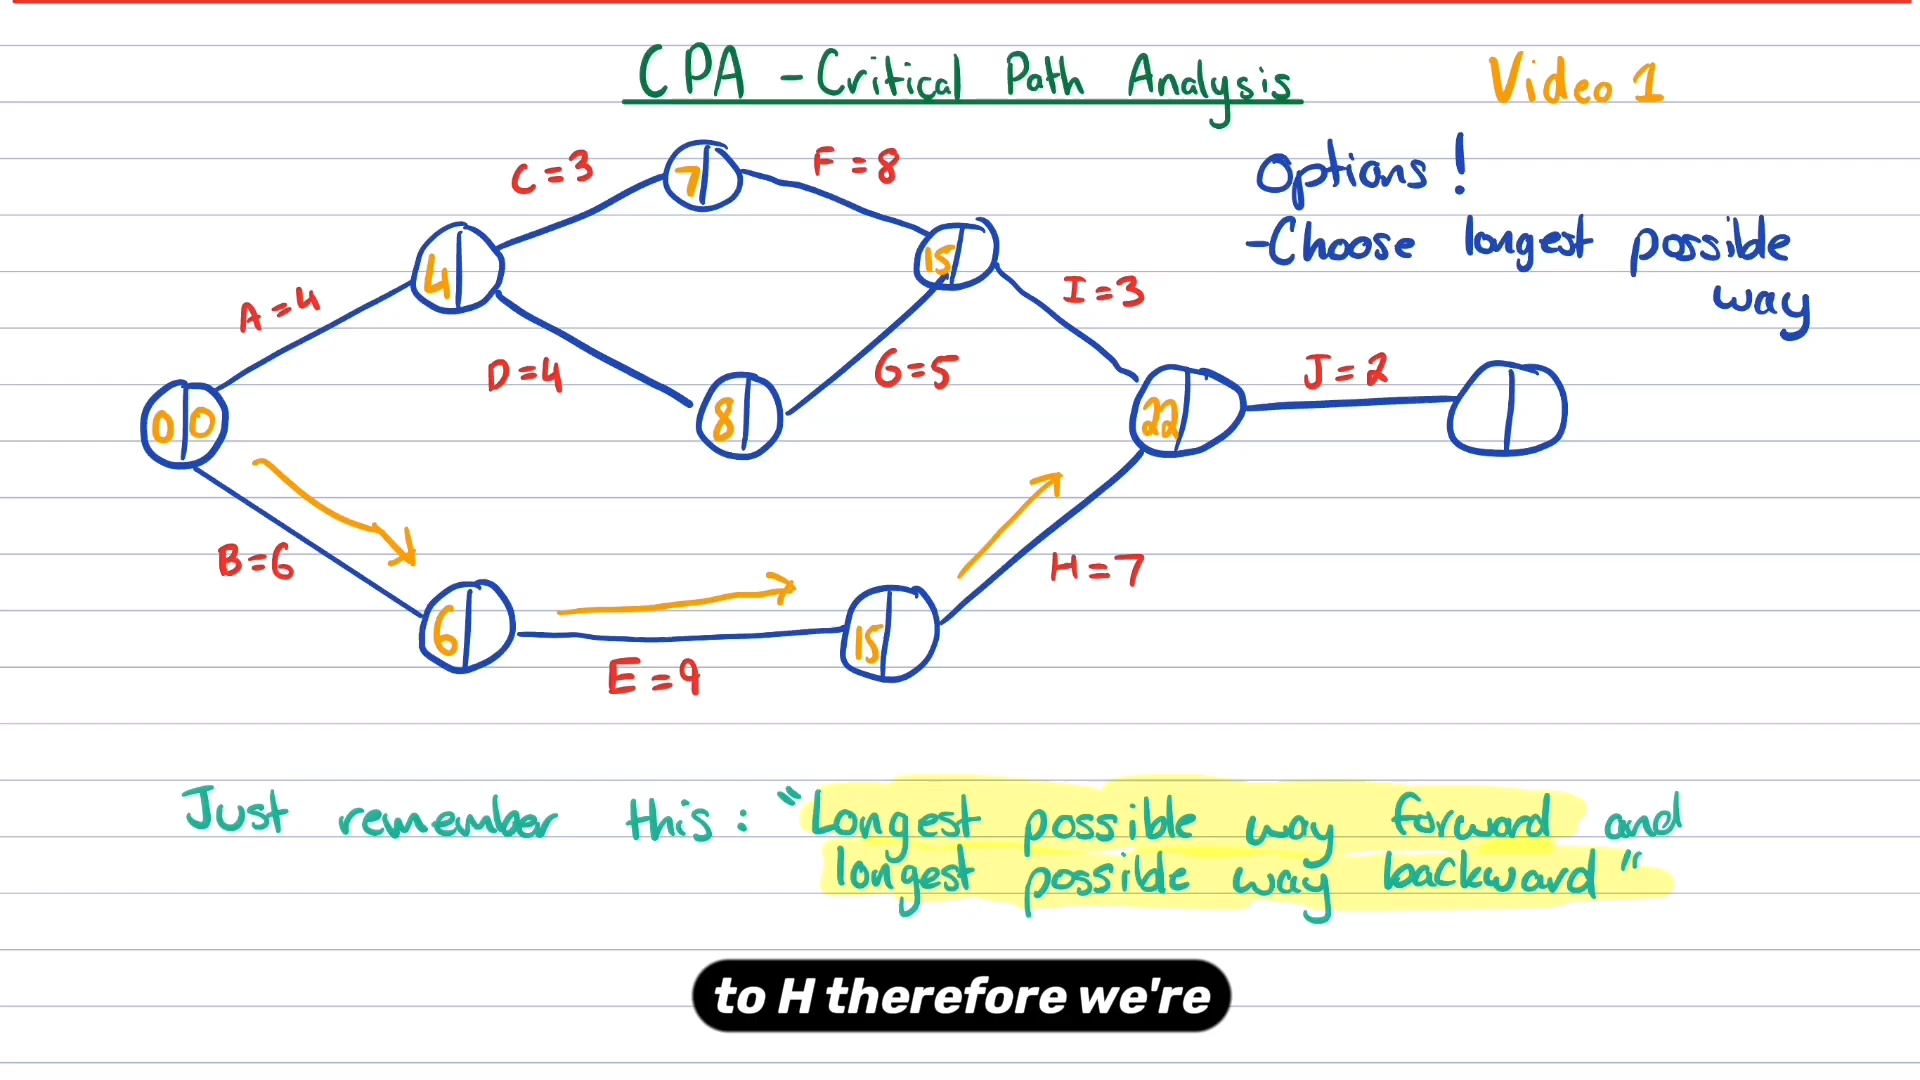 CPA - Critical Path Analysis
Video 1
Options!
- Choose longest possible
way
C=3
F=8
7
4
15
A=4
I=3
D=4
G=5
J=2
0 0
8
22
B=6
H=7
6
15
E=9
Just remember this: "Longest possible way forward and
longest possible way backward"
to H therefore we're